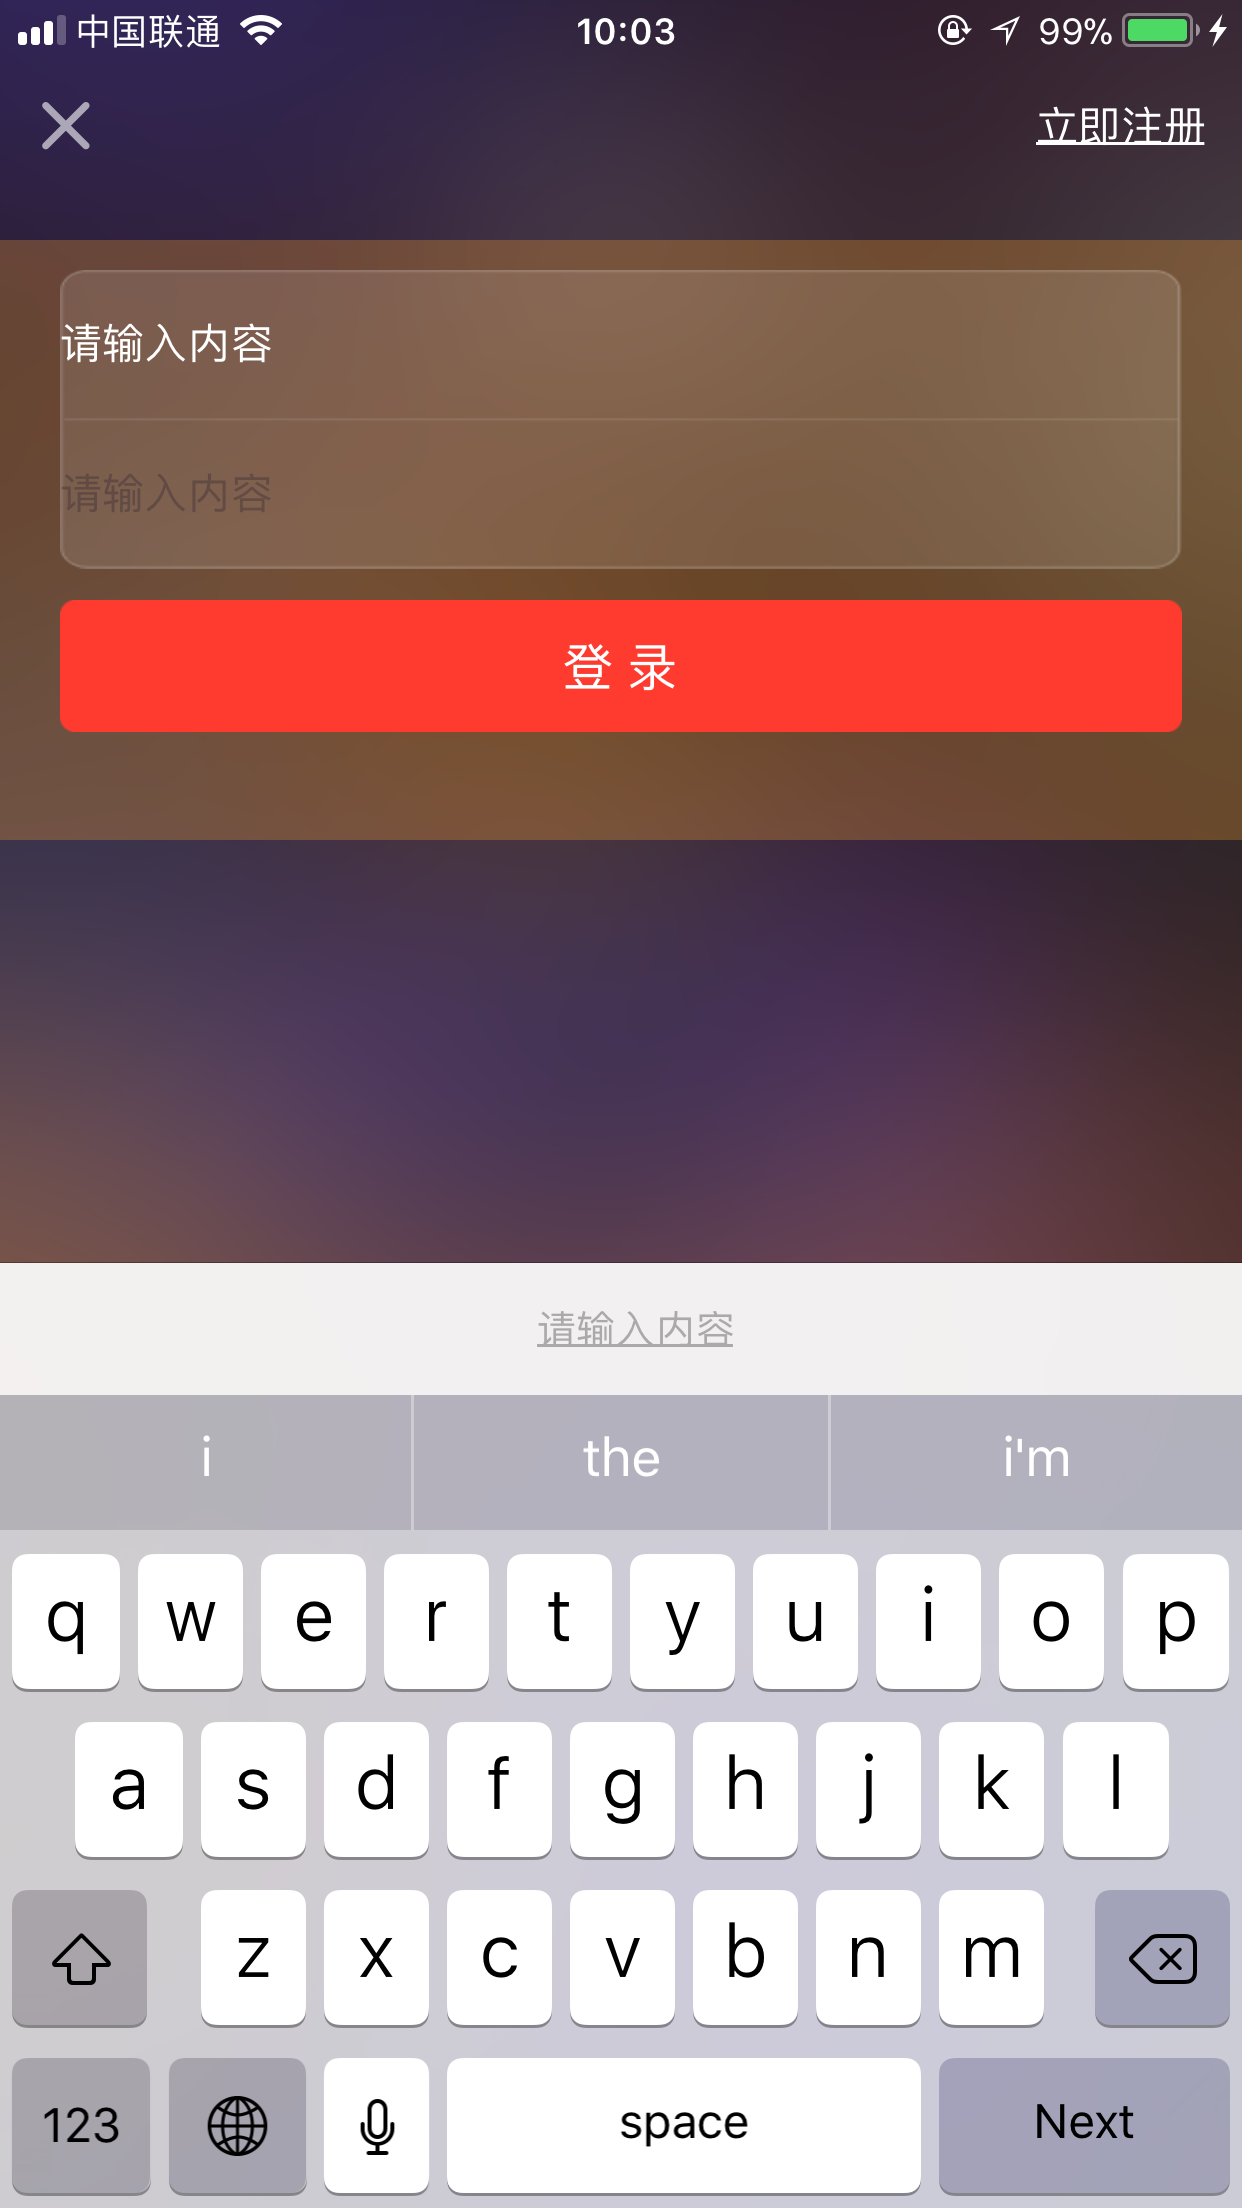 中国联通 10:03 99%
立即注册
请输入内容
请输入内容
登 录
请输入内容
i the i'm
q w e r t y u i o p
a s d f g h j k l
z x c v b n m
123 space Next